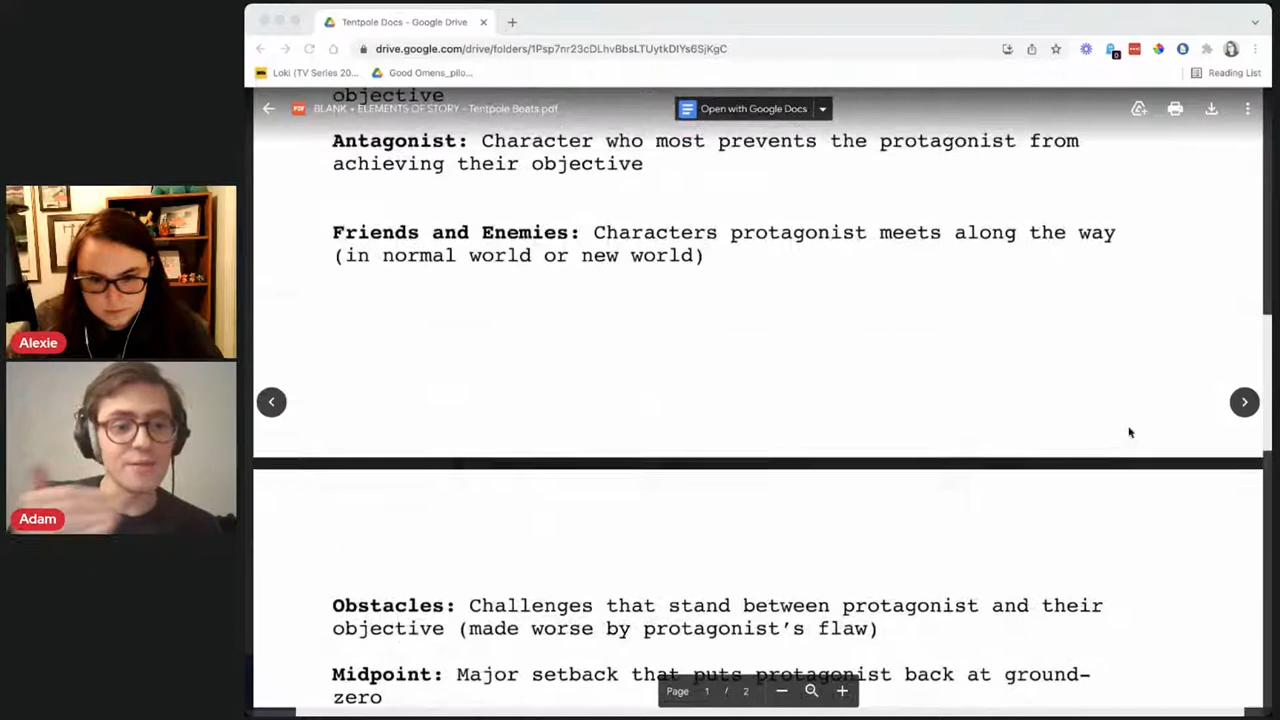 Tentpole Docs - Google Drive
drive.google.com/drive/folders/1Psp7nr23cDLhvBbsLTUytkDIYs6SjKgC
Loki (TV Series 20...
Good Omens_pilo...
Reading List
objective
PDF
BLANK + ELEMENTS OF STORY - Tentpole Beats.pdf
Open with Google Docs
Antagonist: Character who most prevents the protagonist from
achieving their objective
Friends and Enemies: Characters protagonist meets along the way
(in normal world or new world)
Alexie
Adam
Obstacles: Challenges that stand between protagonist and their
objective (made worse by protagonist's flaw)
Midpoint: Major setback that puts protagonist back at ground-
zero
Page 1 / 2